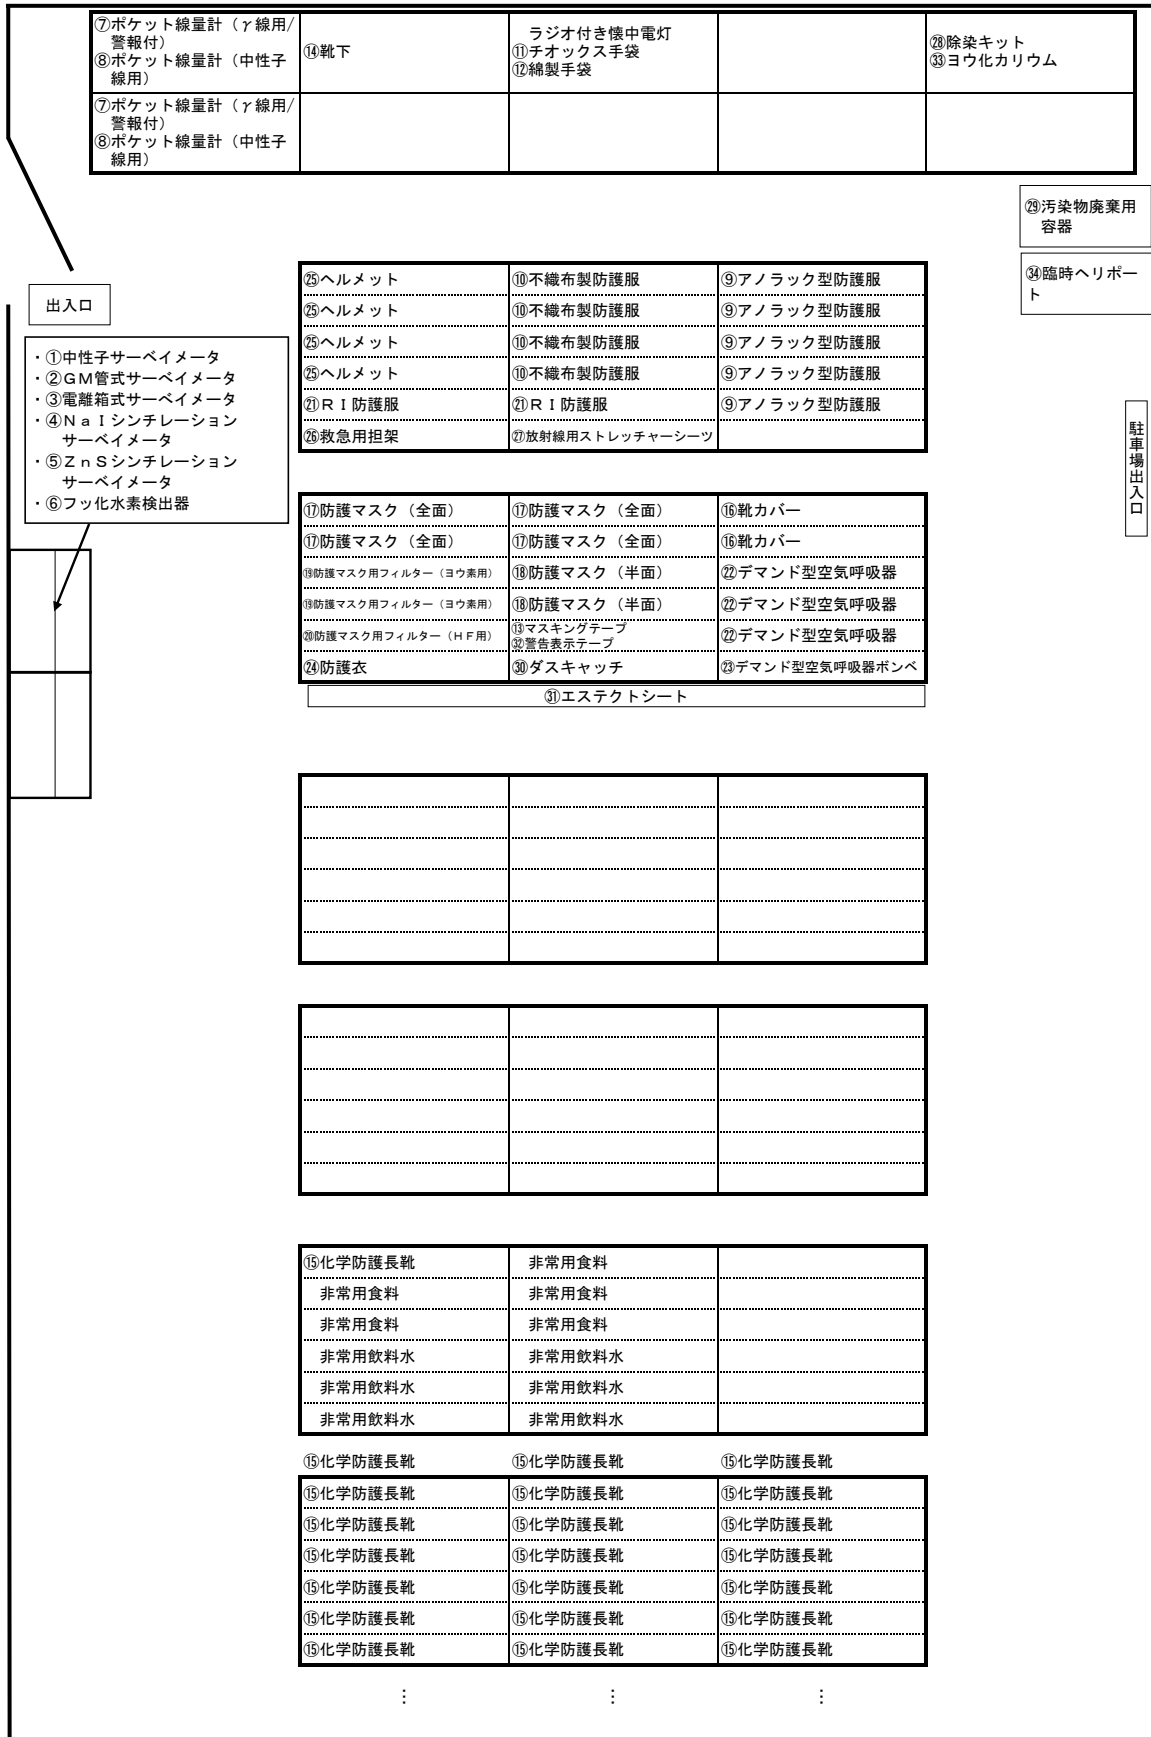 ⑦ポケット線量計（γ線用/
警報付）
⑧ポケット線量計（中性子
線用）
⑭靴下
ラジオ付き懐中電灯
⑪チオックス手袋
⑫綿製手袋
㉘除染キット
㉝ヨウ化カリウム
⑦ポケット線量計（γ線用/
警報付）
⑧ポケット線量計（中性子
線用）
㉙汚染物廃棄用
容器
㉞臨時ヘリポー
ト
出入口
・①中性子サーベイメータ
・②ＧＭ管式サーベイメータ
・③電離箱式サーベイメータ
・④ＮａＩシンチレーション
サーベイメータ
・⑤ＺｎＳシンチレーション
サーベイメータ
・⑥フッ化水素検出器
駐車場出入口
㉕ヘルメット ⑩不織布製防護服 ⑨アノラック型防護服
㉕ヘルメット ⑩不織布製防護服 ⑨アノラック型防護服
㉕ヘルメット ⑩不織布製防護服 ⑨アノラック型防護服
㉕ヘルメット ⑩不織布製防護服 ⑨アノラック型防護服
㉑ＲＩ防護服 ㉑ＲＩ防護服 ⑨アノラック型防護服
㉖救急用担架 ㉗放射線用ストレッチャーシーツ
⑰防護マスク（全面） ⑰防護マスク（全面） ⑯靴カバー
⑰防護マスク（全面） ⑰防護マスク（全面） ⑯靴カバー
⑲防護マスク用フィルター（ヨウ素用） ⑱防護マスク（半面） ㉒デマンド型空気呼吸器
⑲防護マスク用フィルター（ヨウ素用） ⑱防護マスク（半面） ㉒デマンド型空気呼吸器
⑳防護マスク用フィルター（ＨＦ用） ⑬マスキングテープ ㉒デマンド型空気呼吸器
㉜警告表示テープ
㉔防護衣 ㉚ダスキャッチ ㉓デマンド型空気呼吸器ボンベ
㉛エステクトシート
⑮化学防護長靴 非常用食料
非常用食料 非常用食料
非常用食料 非常用食料
非常用飲料水 非常用飲料水
非常用飲料水 非常用飲料水
非常用飲料水 非常用飲料水
⑮化学防護長靴 ⑮化学防護長靴 ⑮化学防護長靴
⑮化学防護長靴 ⑮化学防護長靴 ⑮化学防護長靴
⑮化学防護長靴 ⑮化学防護長靴 ⑮化学防護長靴
⑮化学防護長靴 ⑮化学防護長靴 ⑮化学防護長靴
⑮化学防護長靴 ⑮化学防護長靴 ⑮化学防護長靴
⑮化学防護長靴 ⑮化学防護長靴 ⑮化学防護長靴
⑮化学防護長靴 ⑮化学防護長靴 ⑮化学防護長靴
⋮ ⋮ ⋮